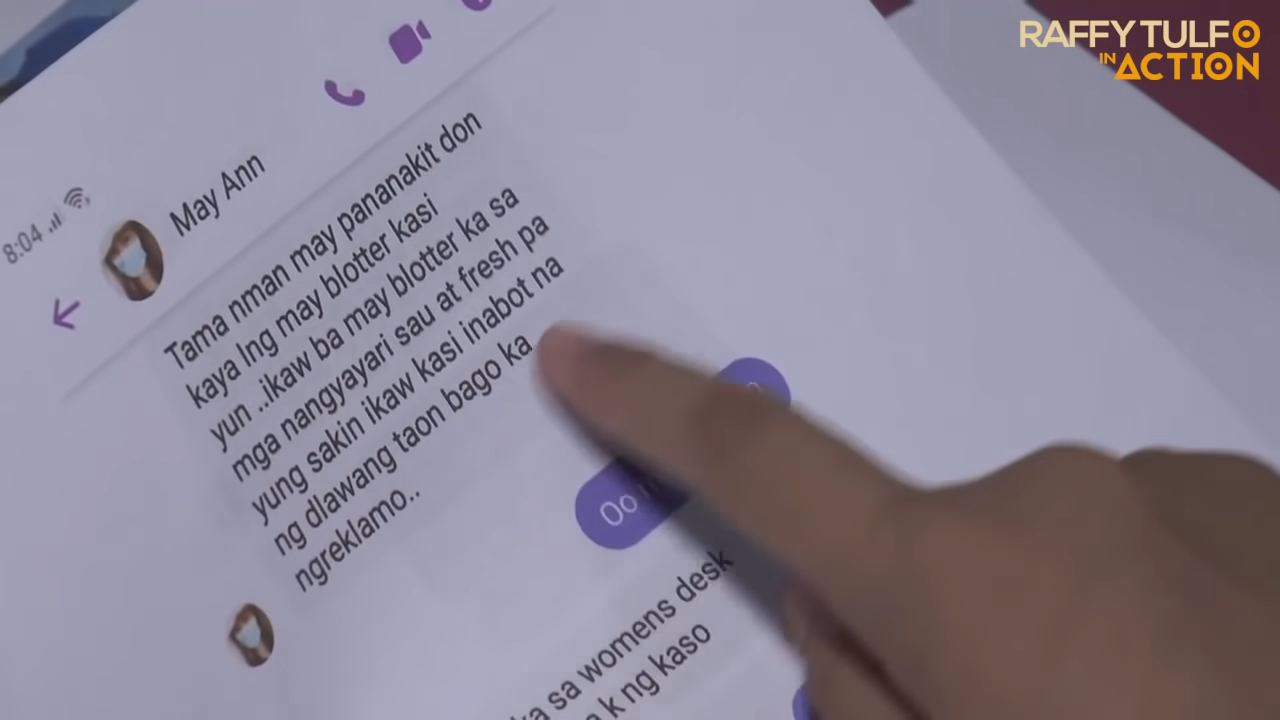 RAFFY TULFO
IN ACTION
8:04
May Ann
Tama nman may pananakit don
kaya lng may blotter kasi
yun ..ikaw ba may blotter ka sa
mga nangyayari sau at fresh pa
yung sakin ikaw kasi inabot na
ng dlawang taon bago ka
ngreklamo..
Oo
ka sa womens desk
k ng kaso